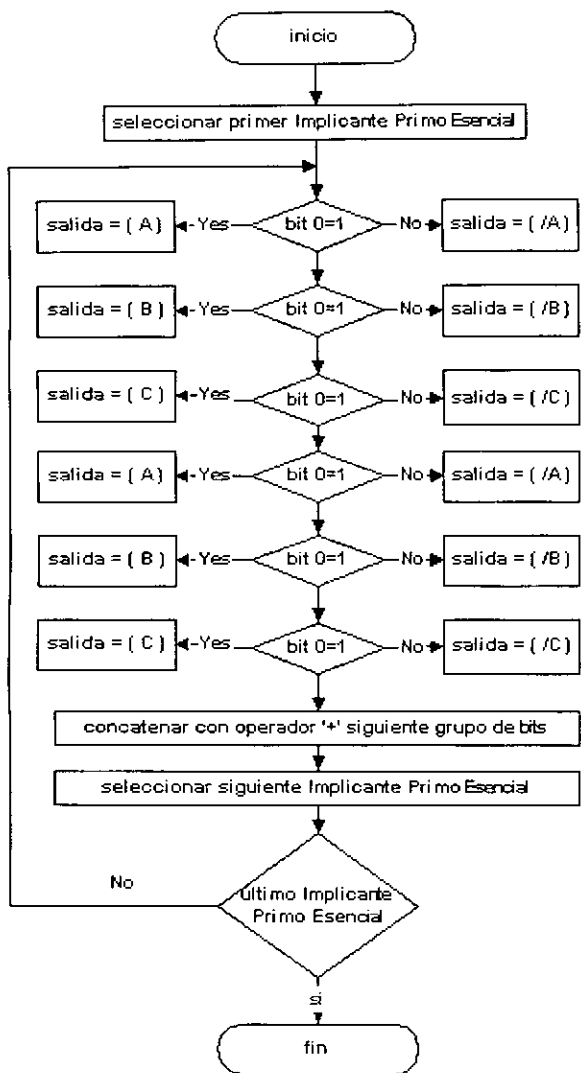 inicio
seleccionar primer Implicante Primo Esencial
salida = ( A)
Yes
bit 0=1
No
salida = ( /A)
salida = ( B)
Yes
bit 0=1
No
salida = ( /B)
salida = ( C)
Yes
bit 0=1
No
salida = ( /C)
salida = ( A)
Yes
bit 0=1
No
salida = ( /A)
salida = ( B)
Yes
bit 0=1
No
salida = ( /B)
salida = ( C)
Yes
bit 0=1
No
salida = ( /C)
concatenar con operador '+' siguiente grupo de bits
seleccionar siguiente Implicante Primo Esencial
No
ultimo Implicante
Primo Esencial
si
fin